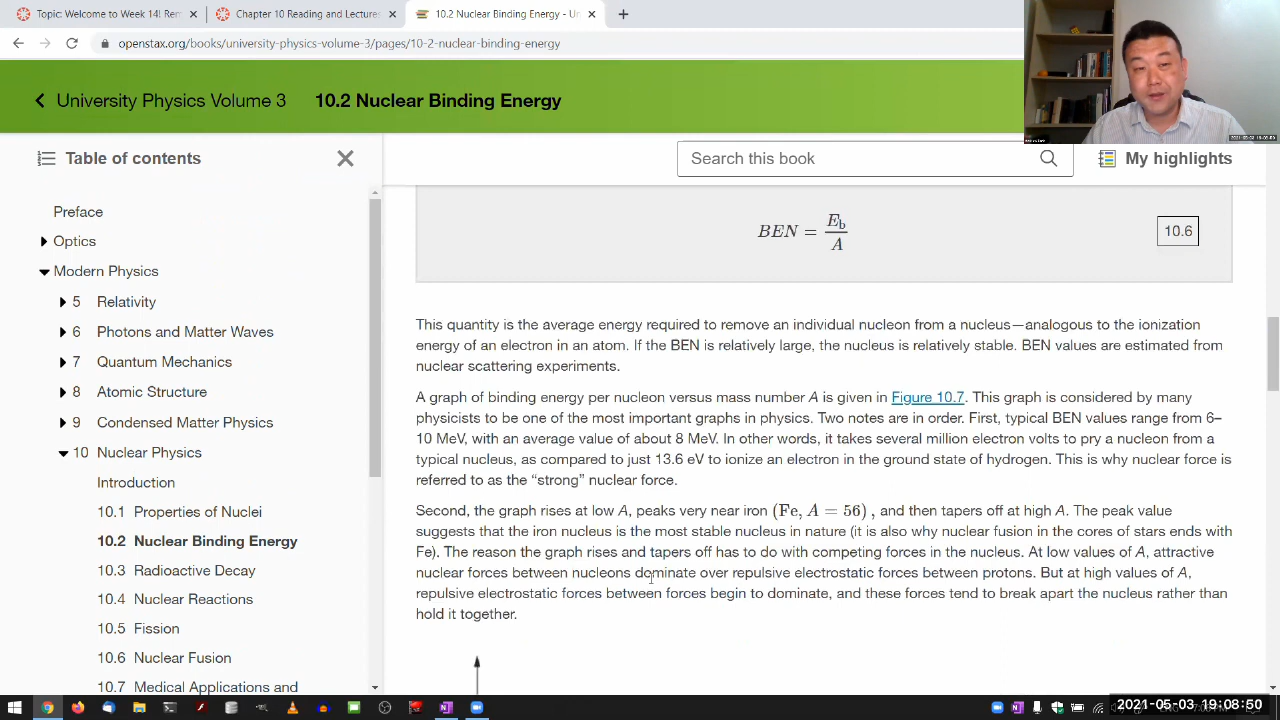 Topic: Welcome to Week 14! Rem
Chapter 10 Reading and Lectures
10.2 Nuclear Binding Energy - Un
openstax.org/books/university-physics-volume-3/pages/10-2-nuclear-binding-energy
University Physics Volume 3 10.2 Nuclear Binding Energy
Table of contents
Search this book
My highlights
Preface
Optics
Modern Physics
5 Relativity
6 Photons and Matter Waves
7 Quantum Mechanics
8 Atomic Structure
9 Condensed Matter Physics
10 Nuclear Physics
Introduction
10.1 Properties of Nuclei
10.2 Nuclear Binding Energy
10.3 Radioactive Decay
10.4 Nuclear Reactions
10.5 Fission
10.6 Nuclear Fusion
10.7 Medical Applications and
BEN = E_b / A
10.6
This quantity is the average energy required to remove an individual nucleon from a nucleus—analogous to the ionization
energy of an electron in an atom. If the BEN is relatively large, the nucleus is relatively stable. BEN values are estimated from
nuclear scattering experiments.
A graph of binding energy per nucleon versus mass number A is given in Figure 10.7. This graph is considered by many
physicists to be one of the most important graphs in physics. Two notes are in order. First, typical BEN values range from 6–
10 MeV, with an average value of about 8 MeV. In other words, it takes several million electron volts to pry a nucleon from a
typical nucleus, as compared to just 13.6 eV to ionize an electron in the ground state of hydrogen. This is why nuclear force is
referred to as the “strong” nuclear force.
Second, the graph rises at low A, peaks very near iron (Fe, A = 56), and then tapers off at high A. The peak value
suggests that the iron nucleus is the most stable nucleus in nature (it is also why nuclear fusion in the cores of stars ends with
Fe). The reason the graph rises and tapers off has to do with competing forces in the nucleus. At low values of A, attractive
nuclear forces between nucleons dominate over repulsive electrostatic forces between protons. But at high values of A,
repulsive electrostatic forces between forces begin to dominate, and these forces tend to break apart the nucleus rather than
hold it together.
2021-05-03 19:08:50